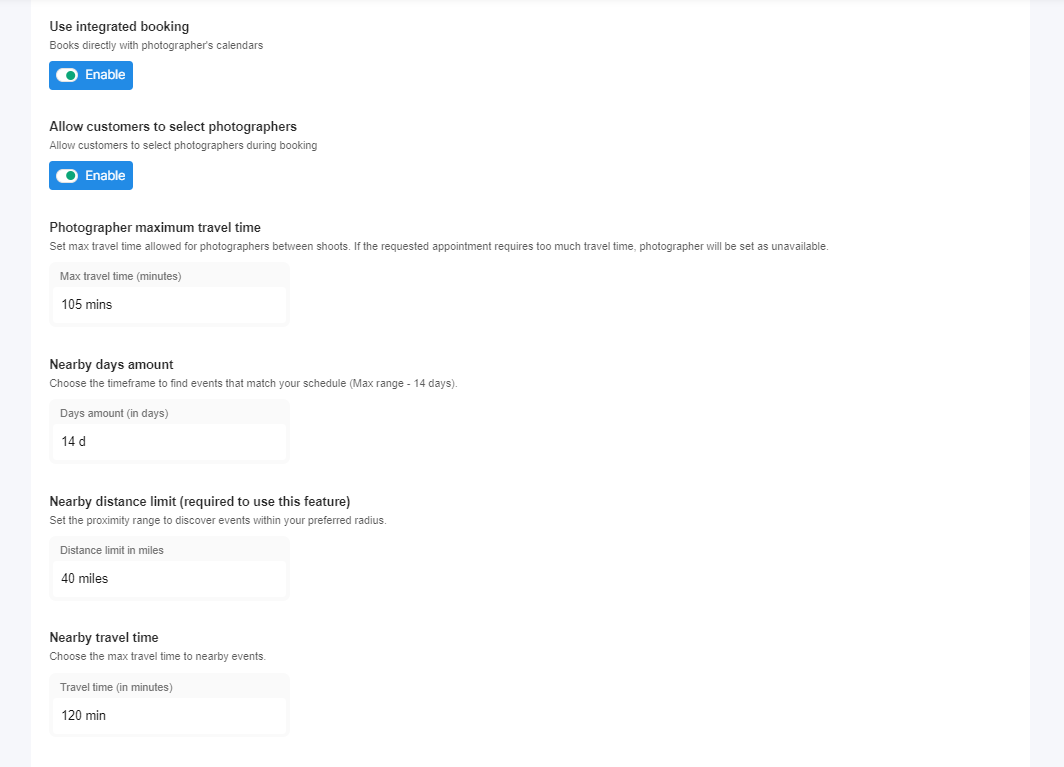 Use integrated booking
Books directly with photographer's calendars
Enable
Allow customers to select photographers
Allow customers to select photographers during booking
Enable
Photographer maximum travel time
Set max travel time allowed for photographers between shoots. If the requested appointment requires too much travel time, photographer will be set as unavailable.
Max travel time (minutes)
105 mins
Nearby days amount
Choose the timeframe to find events that match your schedule (Max range - 14 days).
Days amount (in days)
14 d
Nearby distance limit (required to use this feature)
Set the proximity range to discover events within your preferred radius.
Distance limit in miles
40 miles
Nearby travel time
Choose the max travel time to nearby events.
Travel time (in minutes)
120 min